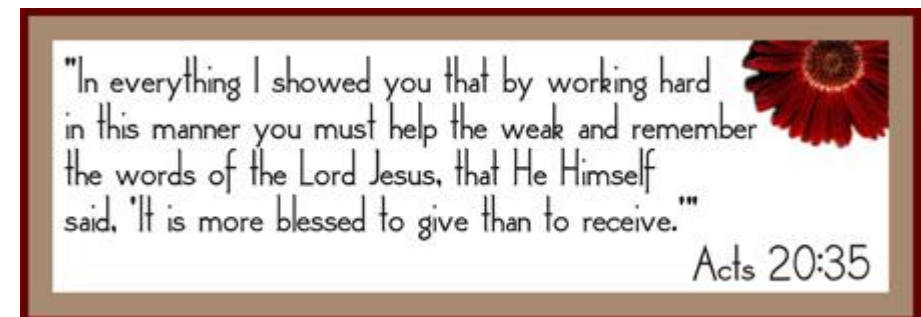 "In everything I showed you that by working hard
in this manner you must help the weak and remember
the words of the Lord Jesus, that He Himself
said, 'It is more blessed to give than to receive.'"
Acts 20:35